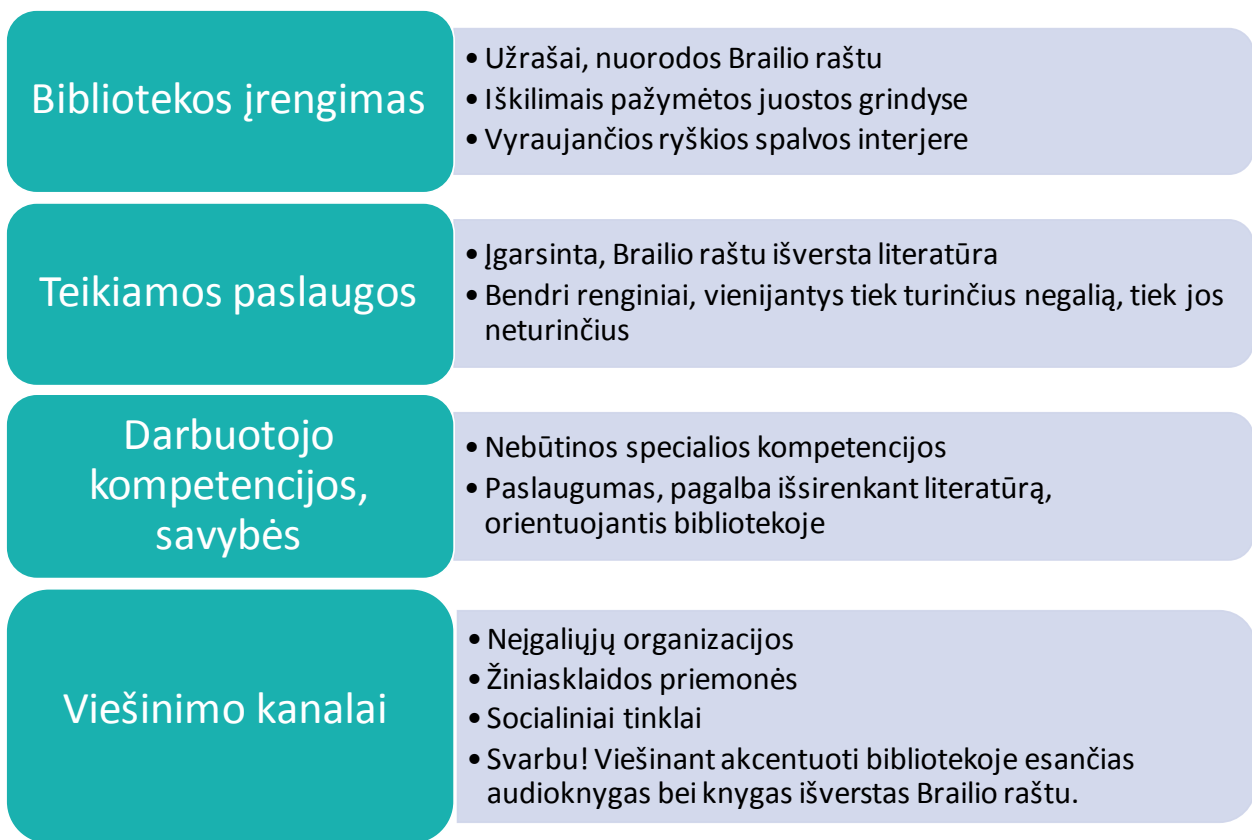 Bibliotekos įrengimas
• Užrašai, nuorodos Brailio raštu
• Iškilimais pažymėtos juostos grindyse
• Vyraujančios ryškios spalvos interjere
Teikiamos paslaugos
• Įgarsinta, Brailio raštu išversta literatūra
• Bendri renginiai, vienijantys tiek turinčius negalią, tiek jos
neturinčius
Darbuotojo
kompetencijos,
savybės
• Nebūtinos specialios kompetencijos
• Paslaugumas, pagalba išsirenkant literatūrą,
orientuojantis bibliotekoje
Viešinimo kanalai
• Neįgaliųjų organizacijos
• Žiniasklaidos priemonės
• Socialiniai tinklai
• Svarbu! Viešinant akcentuoti bibliotekoje esančias
audioknygas bei knygas išverstas Brailio raštu.